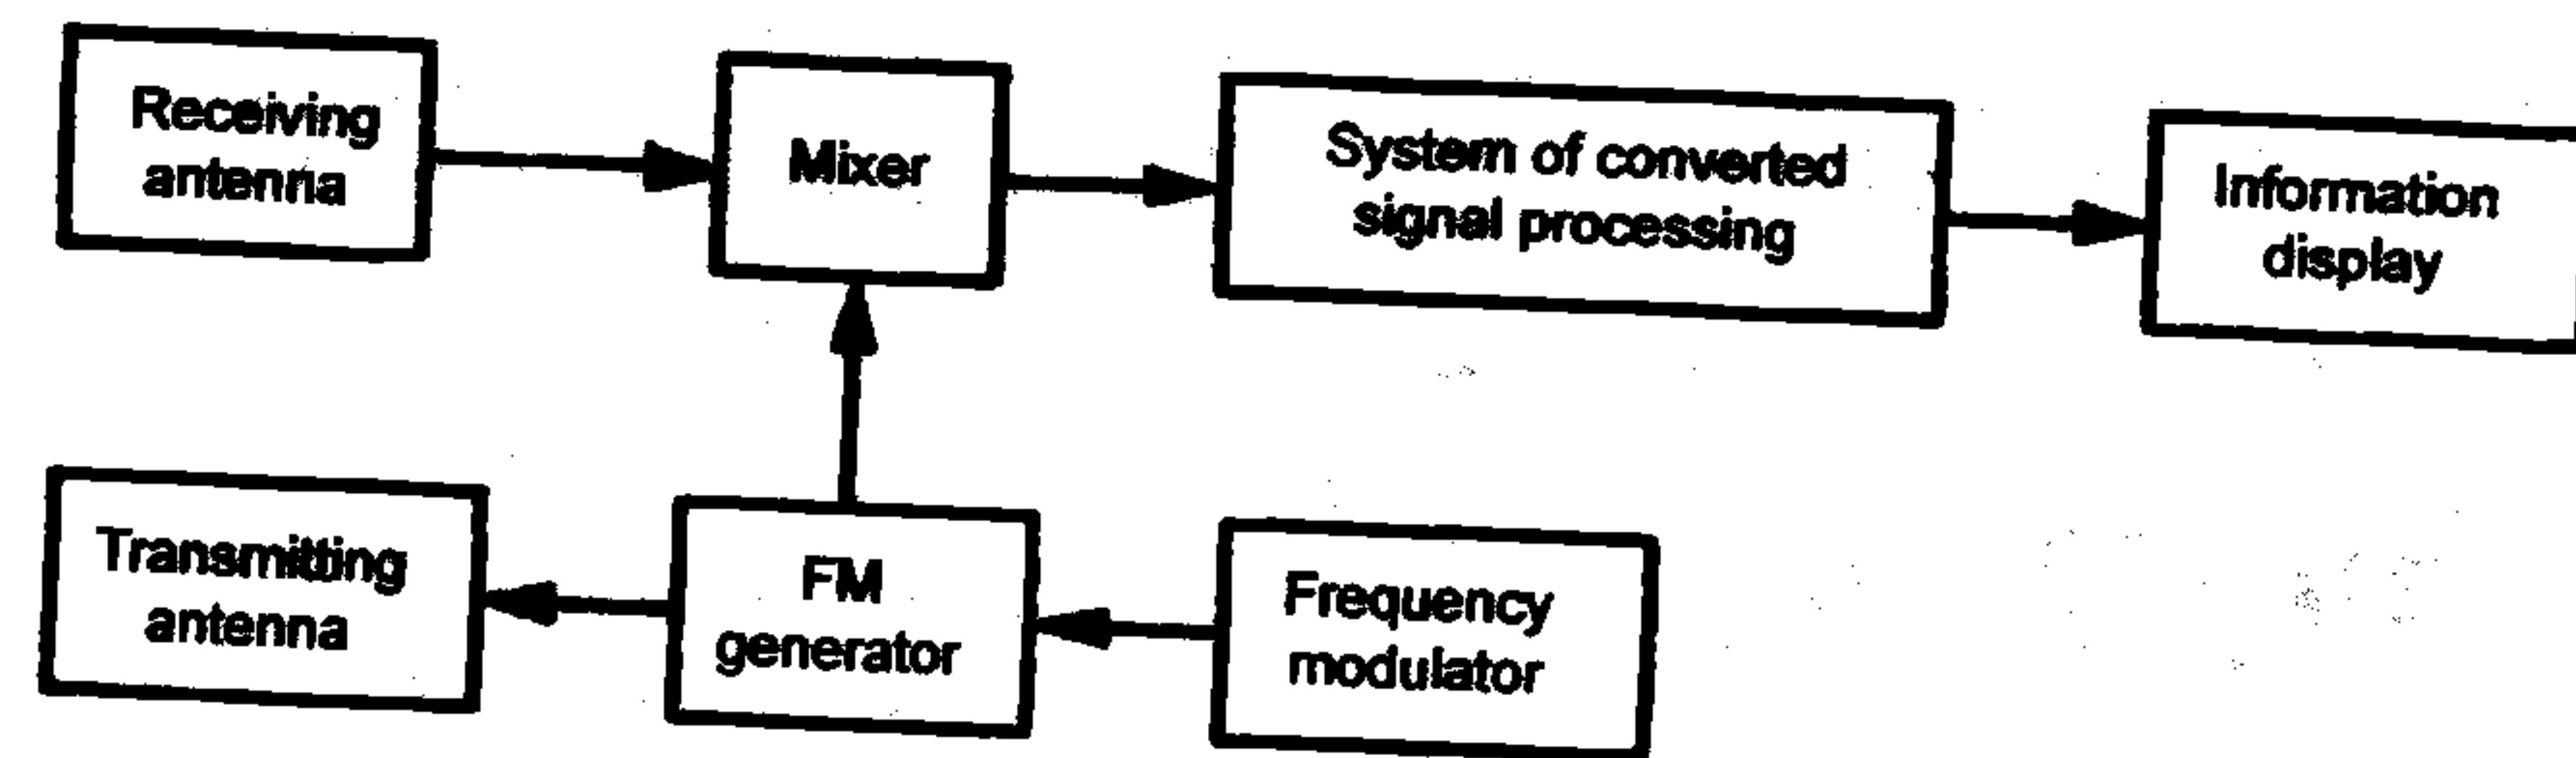 Receiving
antenna
Mixer
System of converted
signal processing
Information
display
Transmitting
antenna
FM
generator
Frequency
modulator